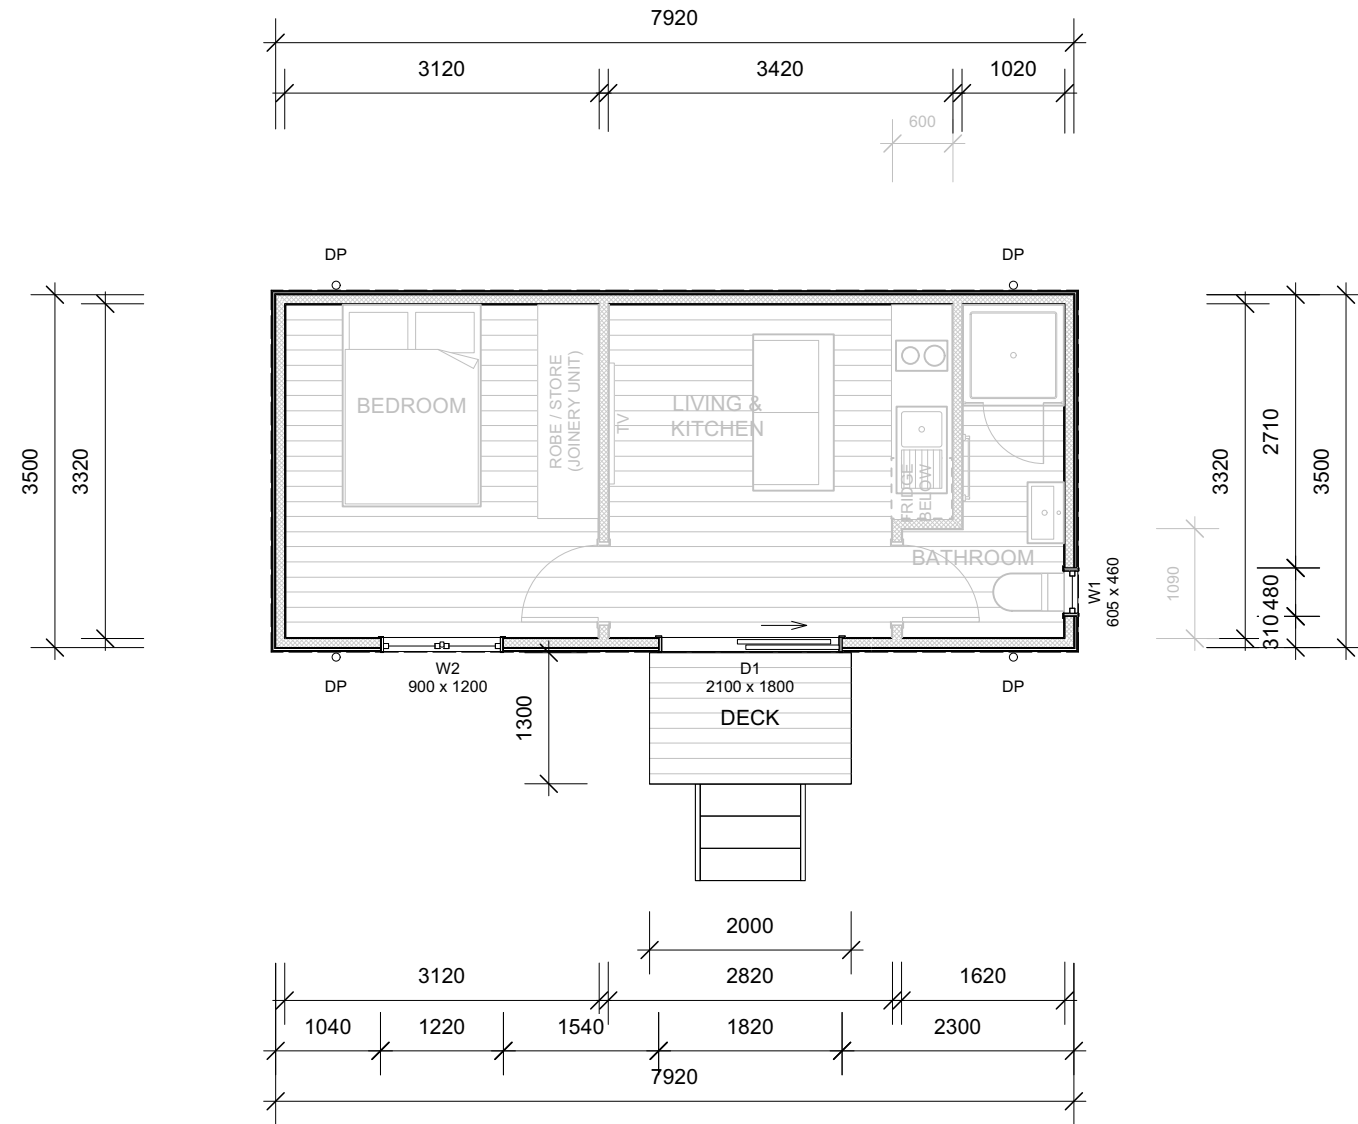 7920
3120 3420 1020
600
DP DP
BEDROOM
ROBE / STORE
(JOINERY UNIT)
TV
LIVING &
KITCHEN
FRIDGE
BELOW
BATHROOM
3500
3320
3320
2710
480
310
3500
1090
W1
605 x 460
DP
W2
900 x 1200
D1
2100 x 1800
DP
DECK
1300
2000
3120 2820 1620
1040 1220 1540 1820 2300
7920